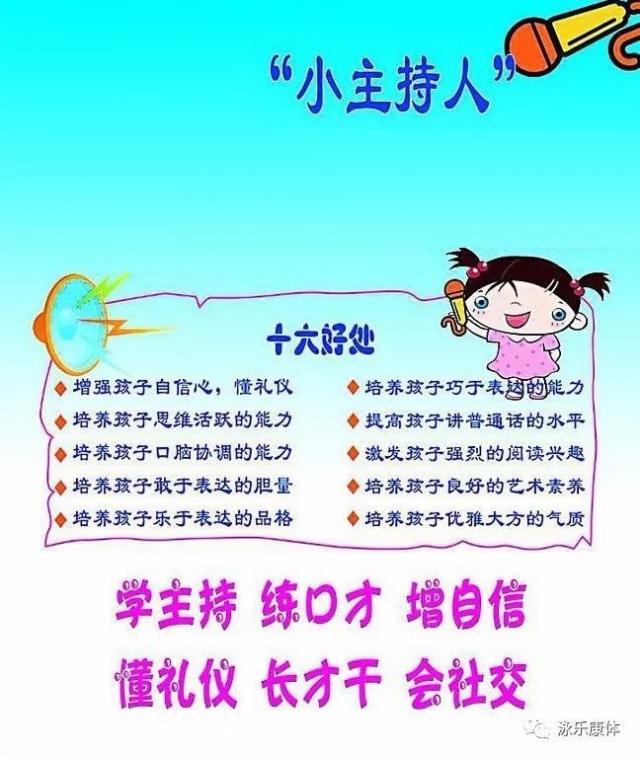 “小主持人”
十六好处
增强孩子自信心，懂礼仪
培养孩子思维活跃的能力
培养孩子口脑协调的能力
培养孩子敢于表达的胆量
培养孩子乐于表达的品格
培养孩子巧于表达的能力
提高孩子讲普通话的水平
激发孩子强烈的阅读兴趣
培养孩子良好的艺术素养
培养孩子优雅大方的气质
学主持 练口才 增自信
懂礼仪 长才干 会社交
泳乐康体